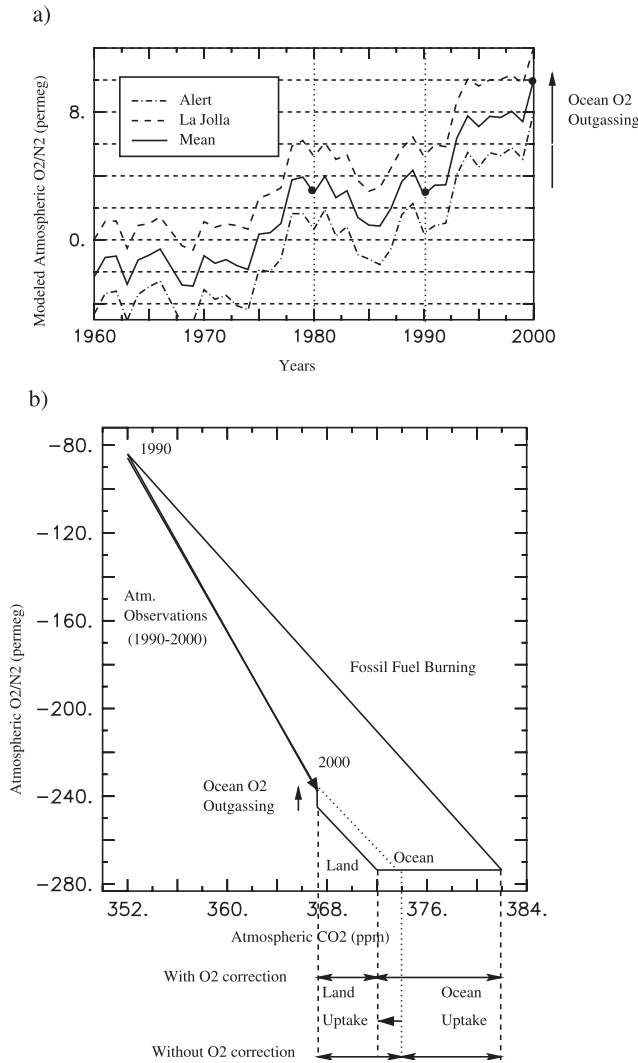 a)
Alert
La Jolla
Mean
8.
0.
Modeled Atmospheric O2/N2 (permeg)
Ocean O2
Outgassing
1960
1970
1980
1990
2000
Years
b)
-80.
-120.
-160.
-200.
-240.
-280.
Atmospheric O2/N2 (permeg)
1990
Atm.
Observations
(1990-2000)
Fossil Fuel Burning
2000
Ocean O2
Outgassing
Land
Ocean
352.
360.
368.
376.
384.
Atmospheric CO2 (ppm)
With O2 correction
Land
Ocean
Uptake
Uptake
Without O2 correction